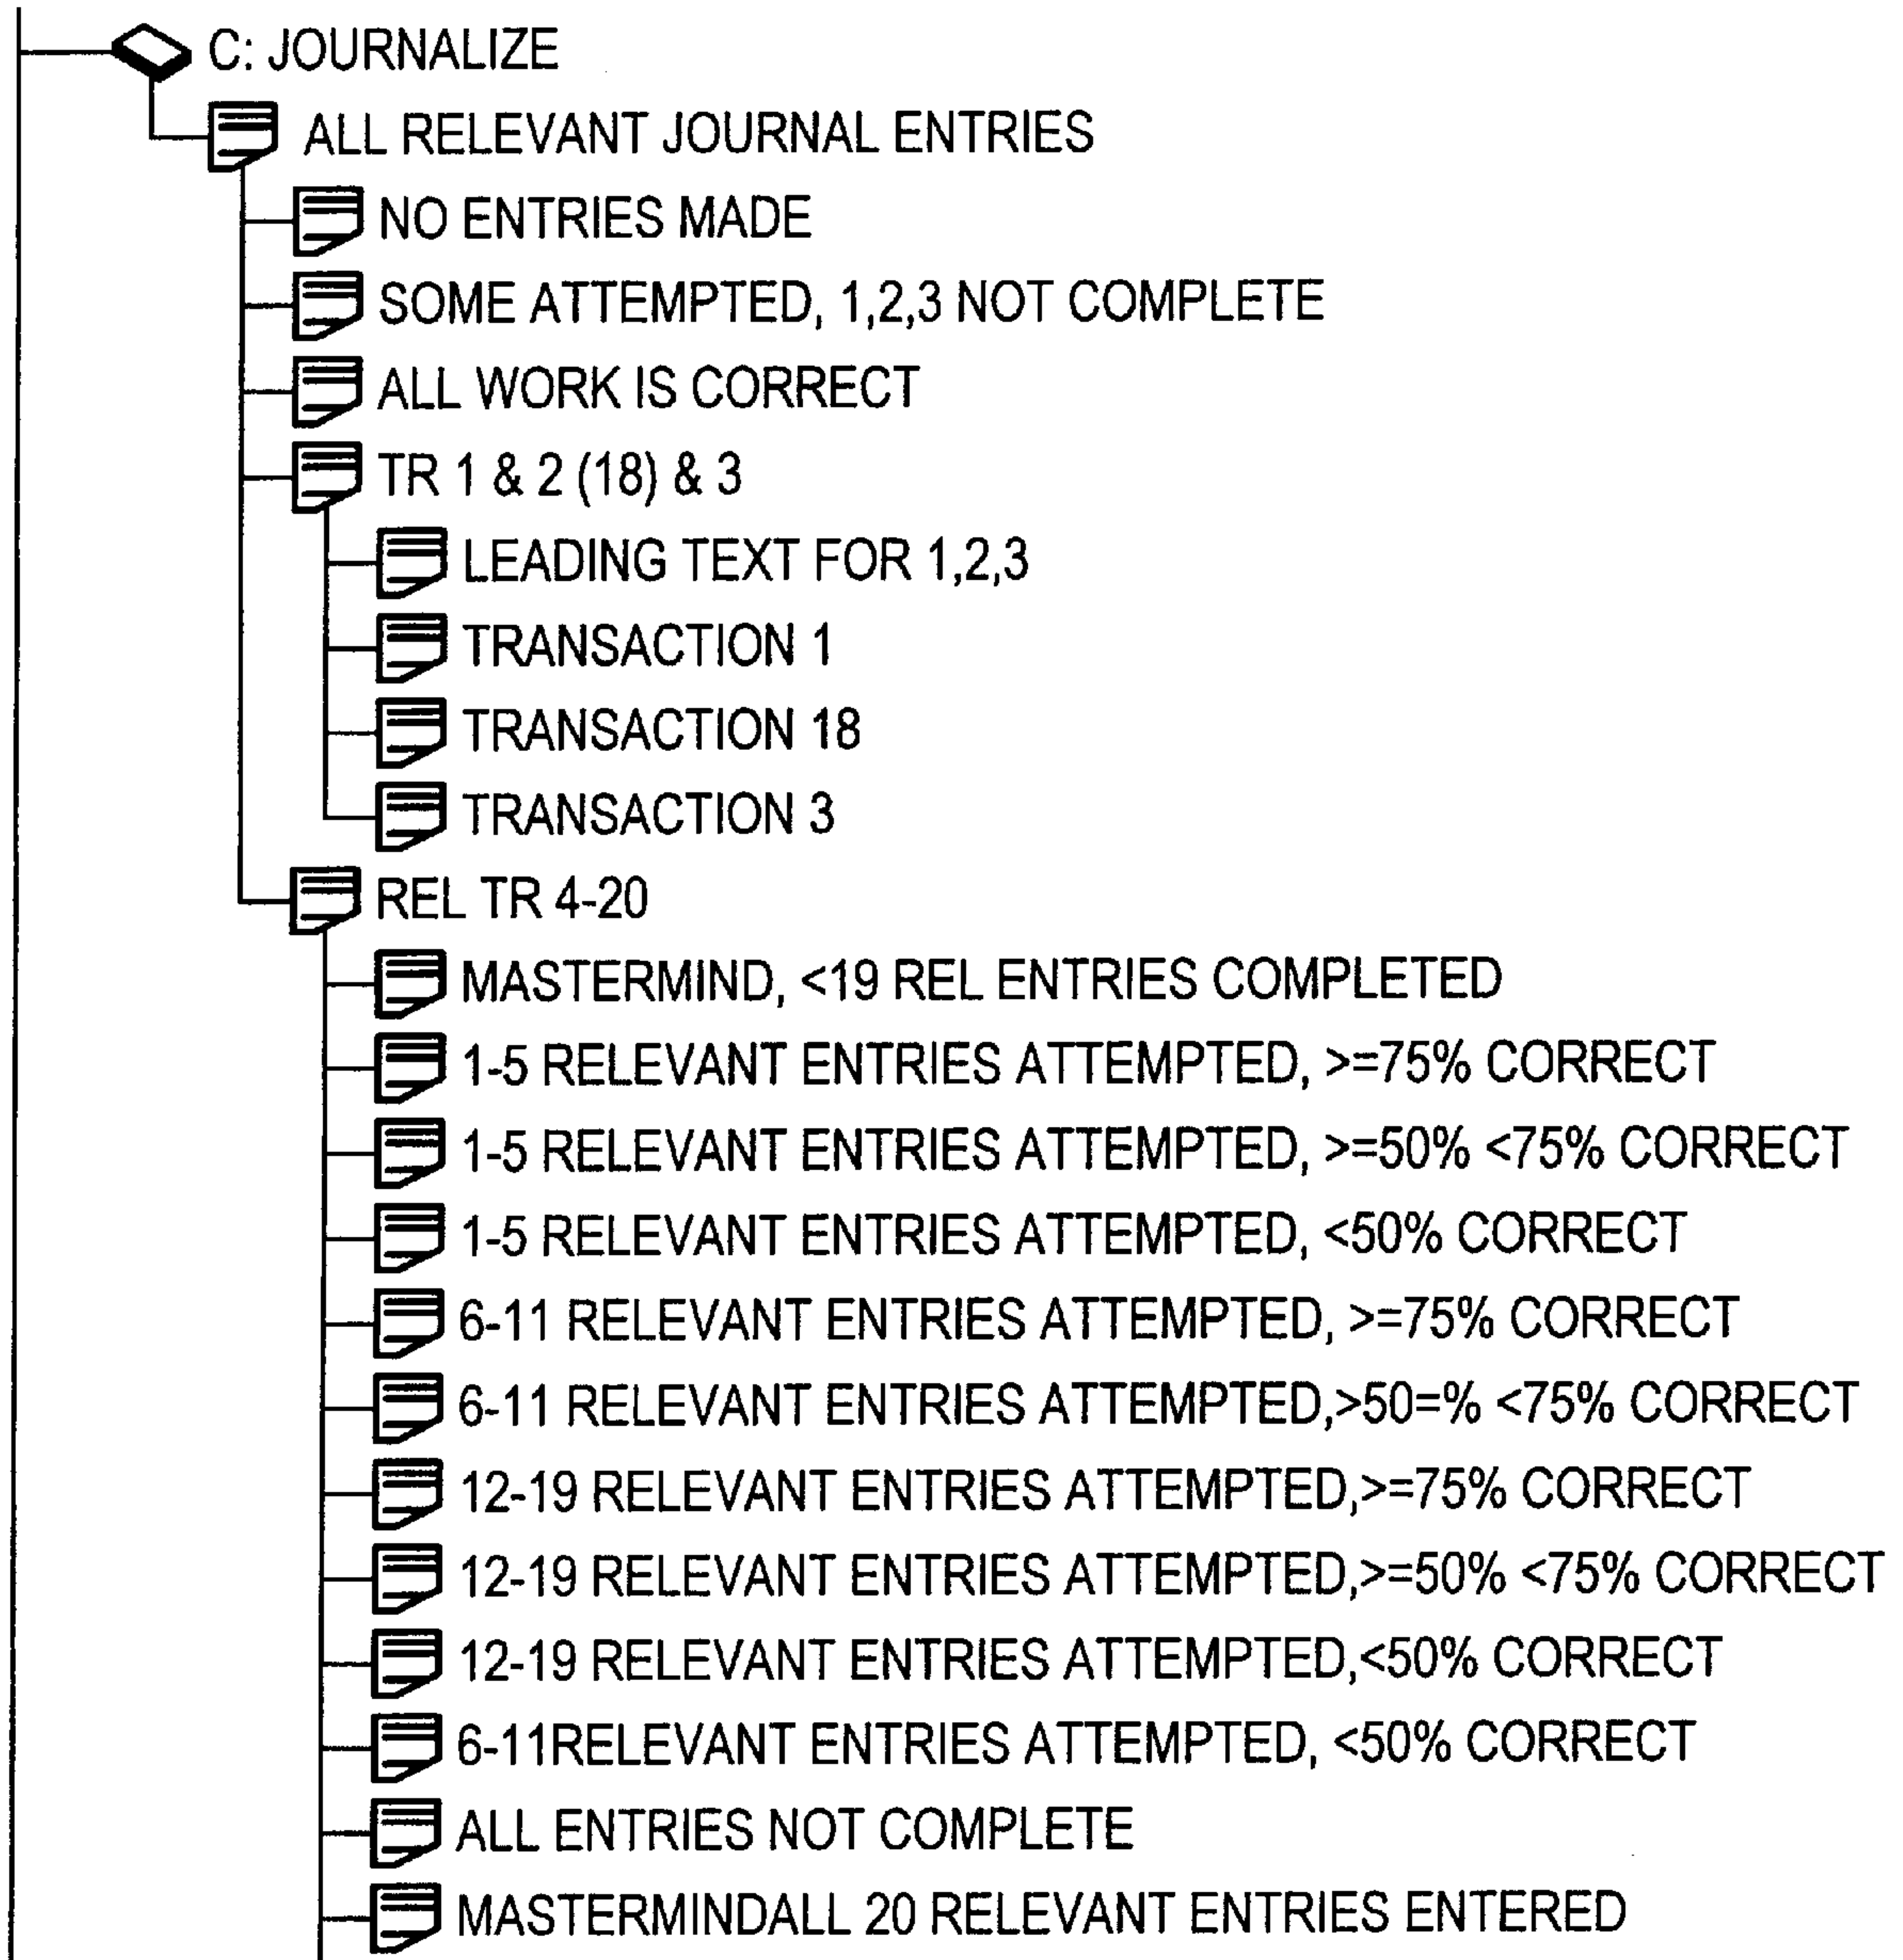 C: JOURNALIZE
ALL RELEVANT JOURNAL ENTRIES
NO ENTRIES MADE
SOME ATTEMPTED, 1,2,3 NOT COMPLETE
ALL WORK IS CORRECT
TR 1 & 2 (18) & 3
LEADING TEXT FOR 1,2,3
TRANSACTION 1
TRANSACTION 18
TRANSACTION 3
REL TR 4-20
MASTERMIND, <19 REL ENTRIES COMPLETED
1-5 RELEVANT ENTRIES ATTEMPTED, >=75% CORRECT
1-5 RELEVANT ENTRIES ATTEMPTED, >=50% <75% CORRECT
1-5 RELEVANT ENTRIES ATTEMPTED, <50% CORRECT
6-11 RELEVANT ENTRIES ATTEMPTED, >=75% CORRECT
6-11 RELEVANT ENTRIES ATTEMPTED,>50=% <75% CORRECT
12-19 RELEVANT ENTRIES ATTEMPTED,>=75% CORRECT
12-19 RELEVANT ENTRIES ATTEMPTED,>=50% <75% CORRECT
12-19 RELEVANT ENTRIES ATTEMPTED,<50% CORRECT
6-11RELEVANT ENTRIES ATTEMPTED, <50% CORRECT
ALL ENTRIES NOT COMPLETE
MASTERMINDALL 20 RELEVANT ENTRIES ENTERED